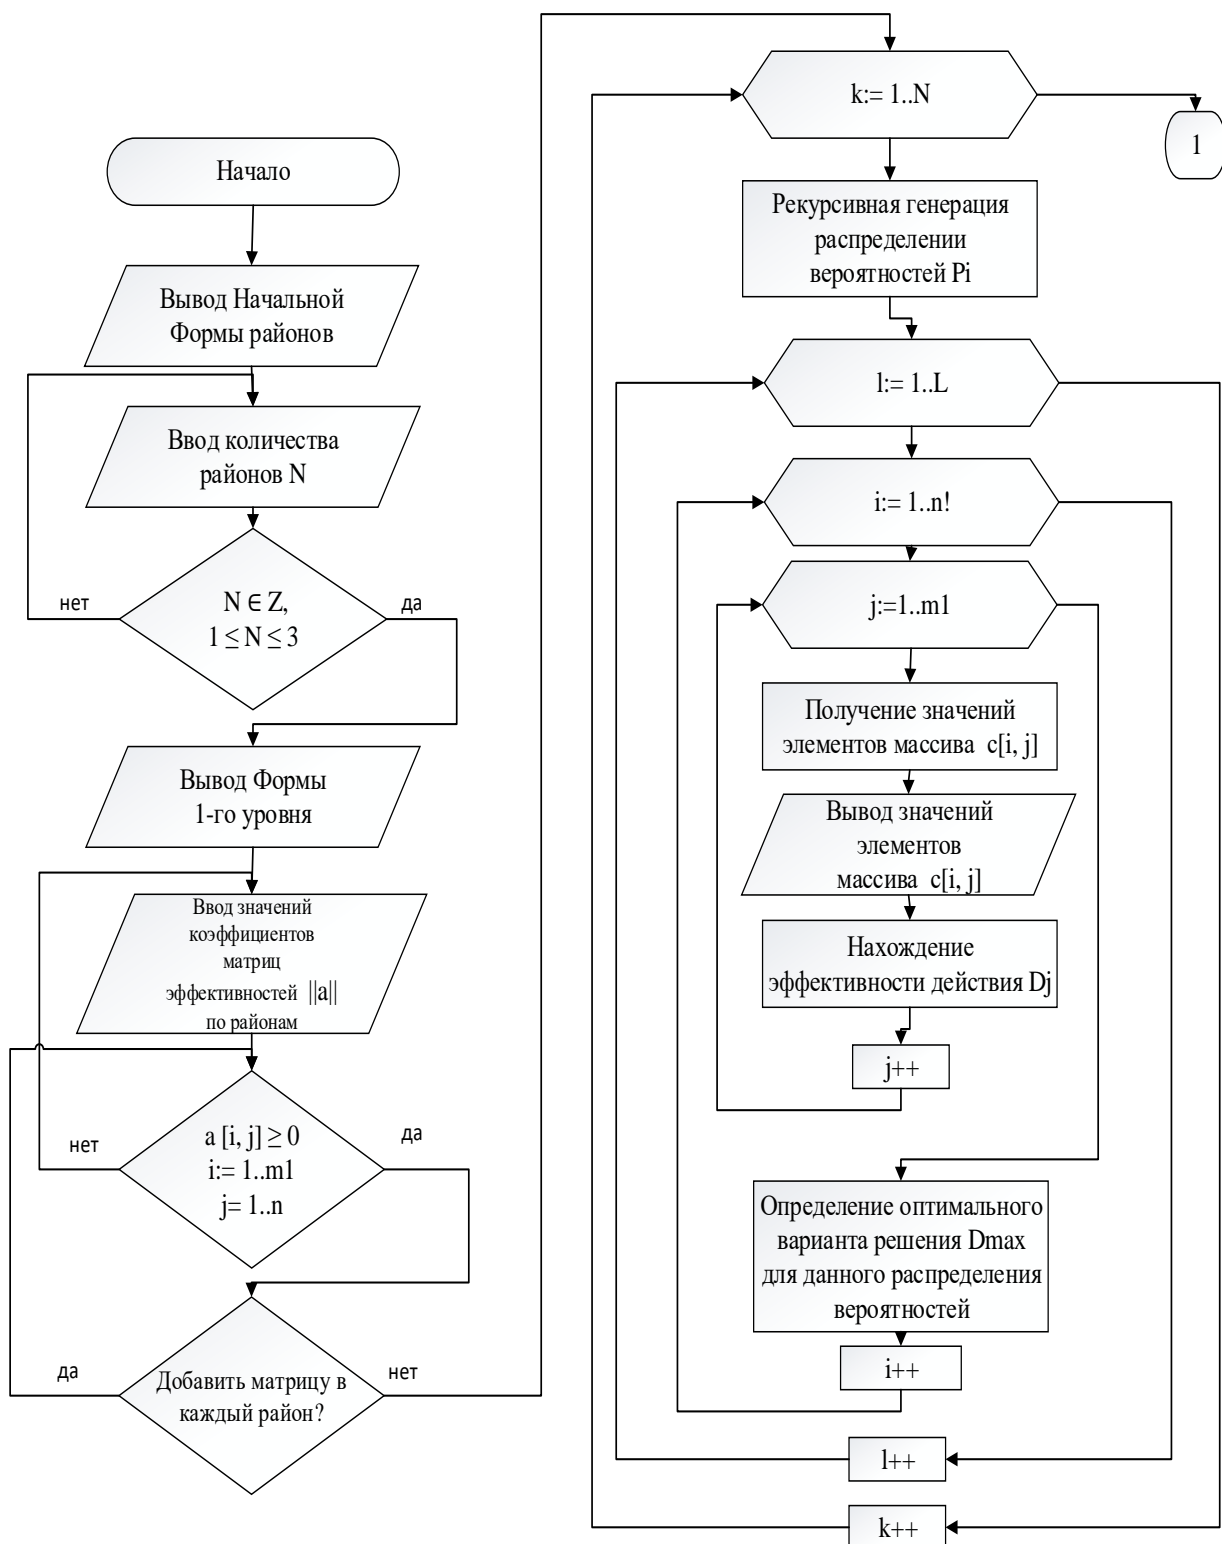 Начало
Вывод Начальной
Формы районов
Ввод количества
районов N
N ∈ Z,
1 ≤ N ≤ 3
нет
да
Вывод Формы
1-го уровня
Ввод значений
коэффициентов
матриц
эффективностей ||a||
по районам
a [i, j] ≥ 0
i:= 1..m1
j= 1..n
нет
да
Добавить матрицу в
каждый район?
да
нет
k:= 1..N
1
Рекурсивная генерация
распределении
вероятностей Pi
l:= 1..L
i:= 1..n!
j:=1..m1
Получение значений
элементов массива c[i, j]
Вывод значений
элементов
массива c[i, j]
Нахождение
эффективности действия Dj
j++
Определение оптимального
варианта решения Dmax
для данного распределения
вероятностей
i++
l++
k++